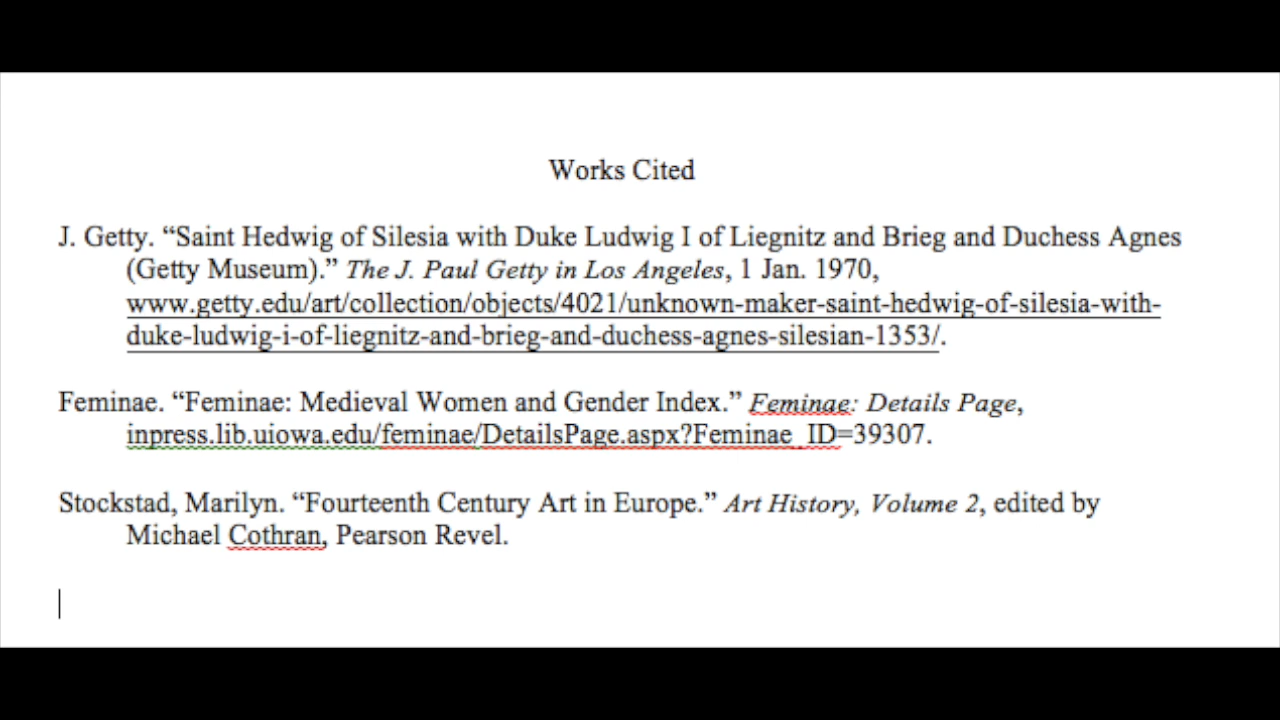 Works Cited
J. Getty. “Saint Hedwig of Silesia with Duke Ludwig I of Liegnitz and Brieg and Duchess Agnes
(Getty Museum).” The J. Paul Getty in Los Angeles, 1 Jan. 1970,
www.getty.edu/art/collection/objects/4021/unknown-maker-saint-hedwig-of-silesia-with-
duke-ludwig-i-of-liegnitz-and-brieg-and-duchess-agnes-silesian-1353/.
Feminae. “Feminae: Medieval Women and Gender Index.” Feminae: Details Page,
inpress.lib.uiowa.edu/feminae/DetailsPage.aspx?Feminae_ID=39307.
Stockstad, Marilyn. “Fourteenth Century Art in Europe.” Art History, Volume 2, edited by
Michael Cothran, Pearson Revel.